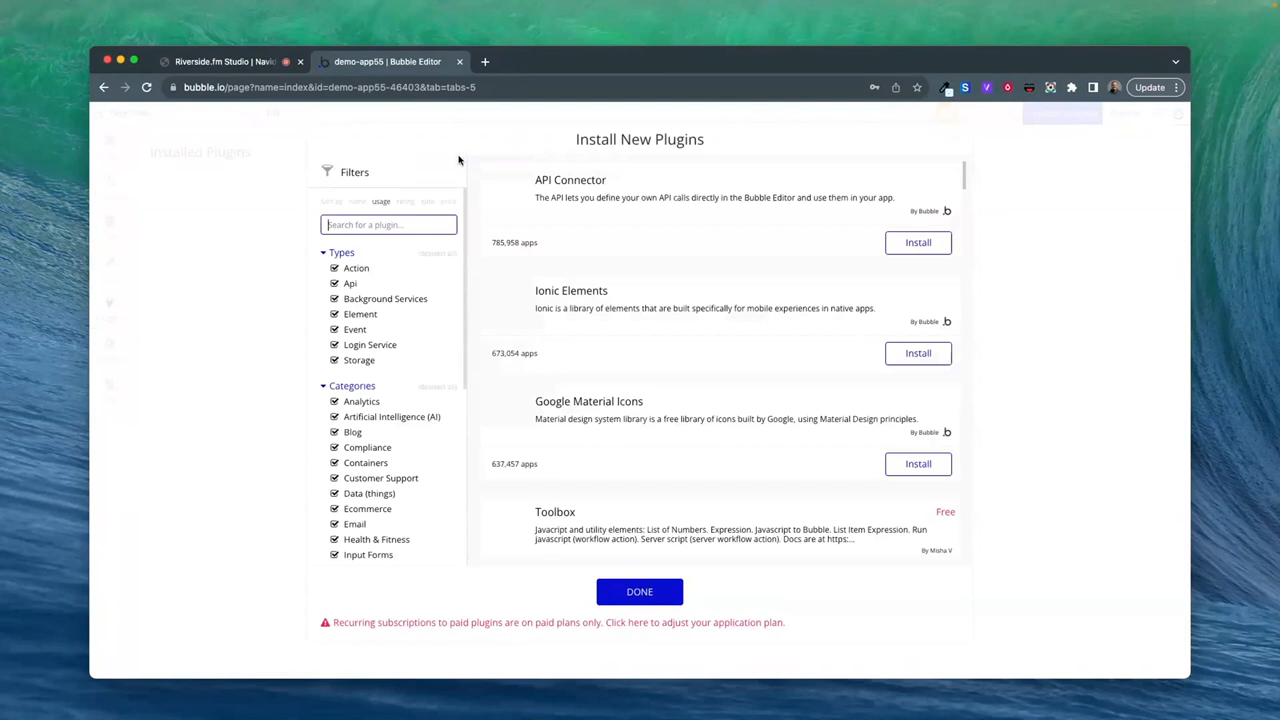 Riverside.fm Studio | Navid
demo-app55 | Bubble Editor
bubble.io/page?name=index&id=demo-app55-46403&tab=tabs-5
Update
Installed Plugins
Install New Plugins
Filters
Sort by name usage rating date price
Search for a plugin...
Types
Action
Api
Background Services
Element
Event
Login Service
Storage
Categories
Analytics
Artificial Intelligence (AI)
Blog
Compliance
Containers
Customer Support
Data (things)
Ecommerce
Email
Health & Fitness
Input Forms
API Connector
The API lets you define your own API calls directly in the Bubble Editor and use them in your app.
By Bubble
785,958 apps
Install
Ionic Elements
Ionic is a library of elements that are built specifically for mobile experiences in native apps.
By Bubble
673,054 apps
Install
Google Material Icons
Material design system library is a free library of icons built by Google, using Material Design principles.
By Bubble
637,457 apps
Install
Toolbox
Free
Javascript and utility elements: List of Numbers. Expression. Javascript to Bubble. List Item Expression. Run
javascript (workflow action). Server script (server workflow action). Docs are at https:...
By Misha V
DONE
Recurring subscriptions to paid plugins are on paid plans only. Click here to adjust your application plan.